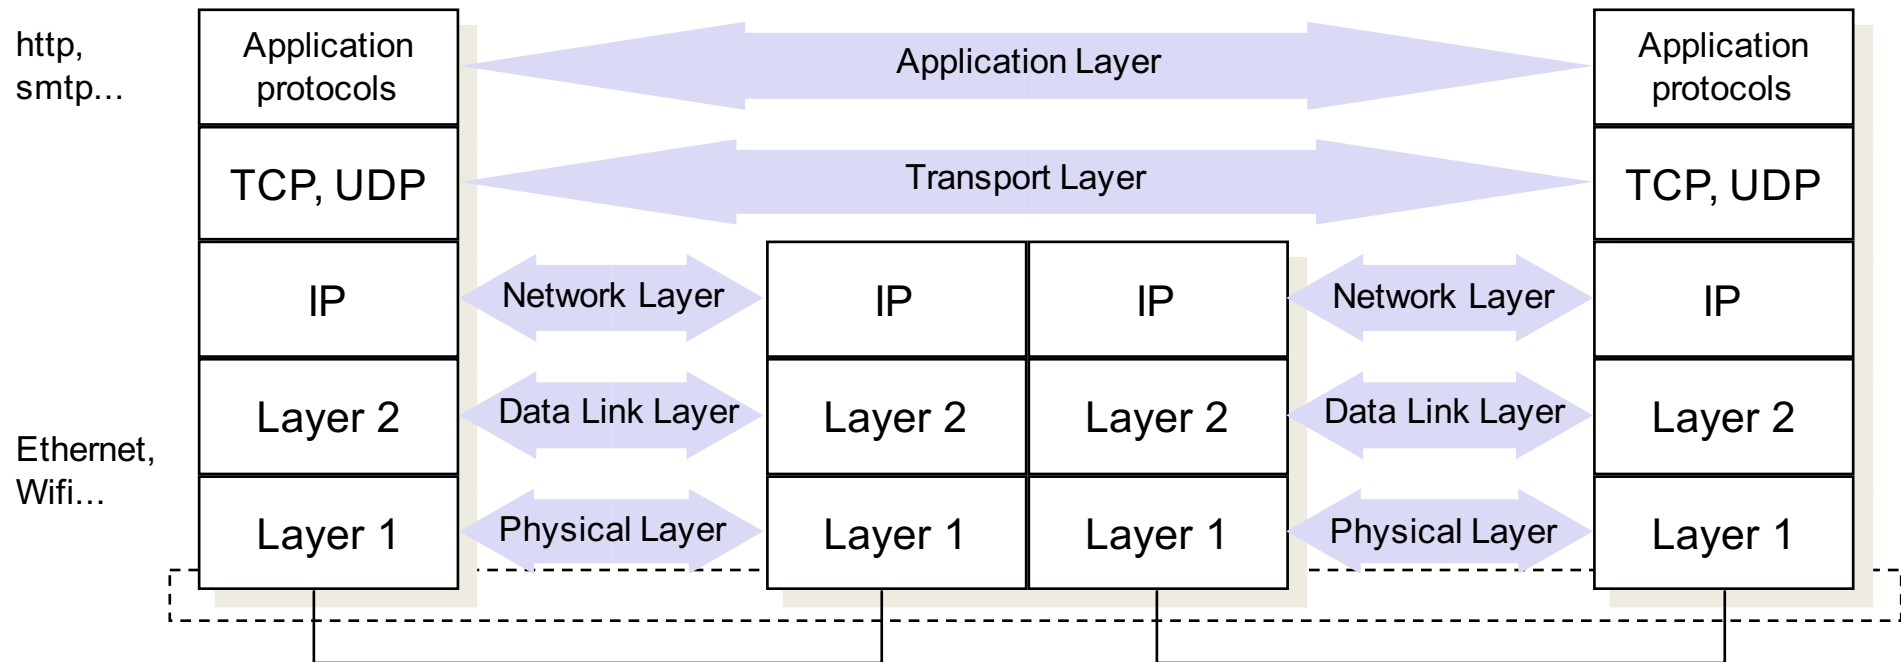 http,
smtp...
Application
protocols
Application Layer
Application
protocols
TCP, UDP
Transport Layer
TCP, UDP
IP
Network Layer
IP
IP
Network Layer
IP
Ethernet,
Wifi...
Layer 2
Data Link Layer
Layer 2
Layer 2
Data Link Layer
Layer 2
Layer 1
Physical Layer
Layer 1
Layer 1
Physical Layer
Layer 1